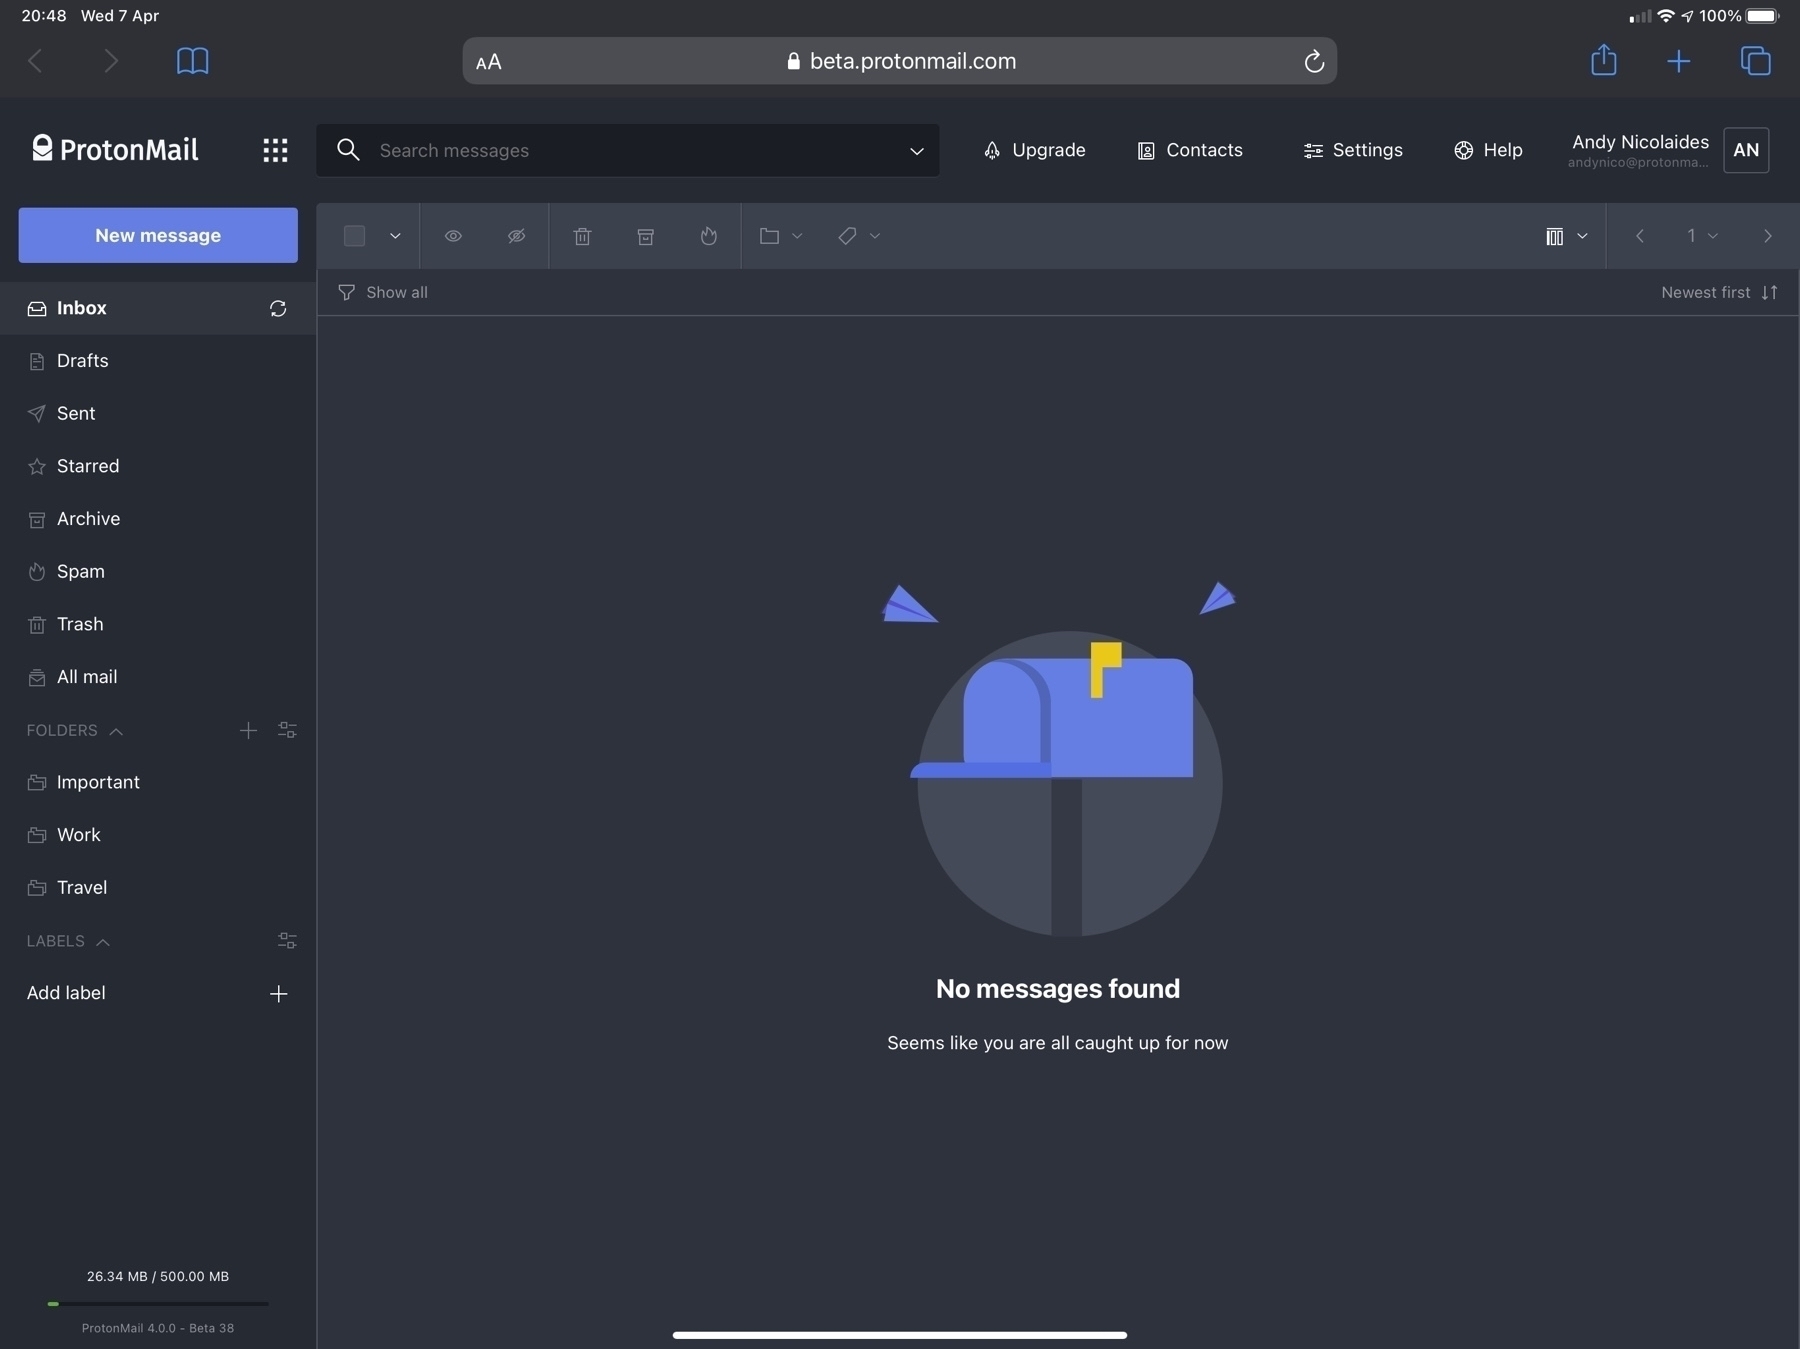 20:48 Wed 7 Apr
100%
AA
beta.protonmail.com
ProtonMail
Search messages
Upgrade
Contacts
Settings
Help
Andy Nicolaides
andynico@protonma...
AN
New message
1
Inbox
Show all
Newest first
Drafts
Sent
Starred
Archive
Spam
Trash
All mail
FOLDERS
Important
Work
Travel
LABELS
Add label
No messages found
Seems like you are all caught up for now
26.34 MB / 500.00 MB
ProtonMail 4.0.0 - Beta 38